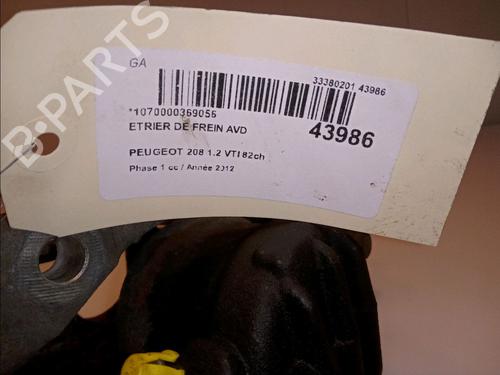 B-PARTS
GA
33380201 43986
*1070000369056
ETRIER DE FREIN AVD
43986
PEUGEOT 208 1.2 VTI 82ch
Phase 1 cc / Année 2012